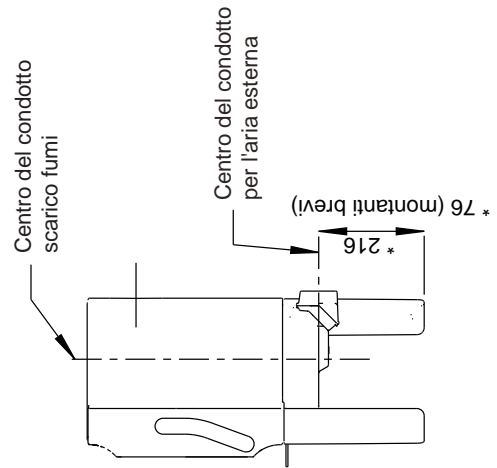 Centro del condotto
scarico fumi
Centro del condotto
per l'aria esterna
* 216
* 76 (montanti brevi)